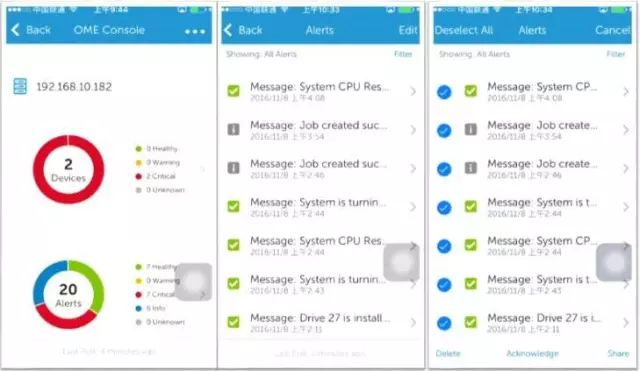 中国联通
上午9:44
Back
OME Console
192.168.10.182
2
Devices
0 Healthy
0 Warning
2 Critical
0 Unknown
20
Alerts
7 Healthy
0 Warning
7 Critical
6 Info
0 Unknown
Last Poll: 4 minutes ago
中国联通
上午10:33
Back
Alerts
Edit
Showing: All Alerts
Filter
Message: System CPU Res...
2016/11/8 上午4:08
Message: Job created suc...
2016/11/8 上午3:54
Message: Job created suc...
2016/11/8 上午2:46
Message: System is turnin...
2016/11/8 上午2:44
Message: System CPU Res...
2016/11/8 上午2:44
Message: System is turnin...
2016/11/8 上午2:43
Message: Drive 27 is install...
2016/11/8 上午2:11
中国联通
上午10:34
Deselect All
Alerts
Cancel
Showing: All Alerts
Filter
Message: System CP...
2016/11/8 上午4:08
Message: Job create...
2016/11/8 上午3:54
Message: Job create...
2016/11/8 上午2:46
Message: System is t...
2016/11/8 上午2:44
Message: System CP...
2016/11/8 上午2:44
Message: System is t...
2016/11/8 上午2:43
Message: Drive 27 is...
2016/11/8 上午2:11
Delete
Acknowledge
Share